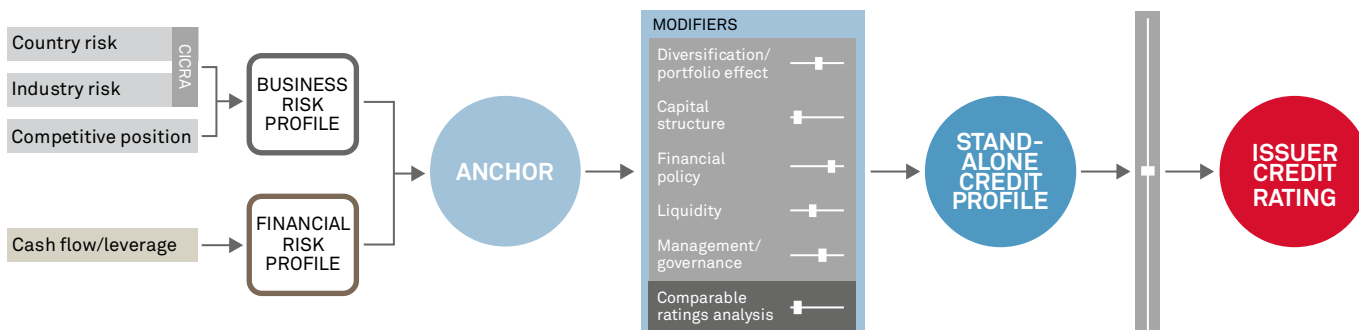 Country risk
Industry risk
CICRA
Competitive position
BUSINESS
RISK
PROFILE
Cash flow/leverage
FINANCIAL
RISK
PROFILE
ANCHOR
MODIFIERS
Diversification/
portfolio effect
Capital
structure
Financial
policy
Liquidity
Management/
governance
Comparable
ratings analysis
STAND-
ALONE
CREDIT
PROFILE
ISSUER
CREDIT
RATING